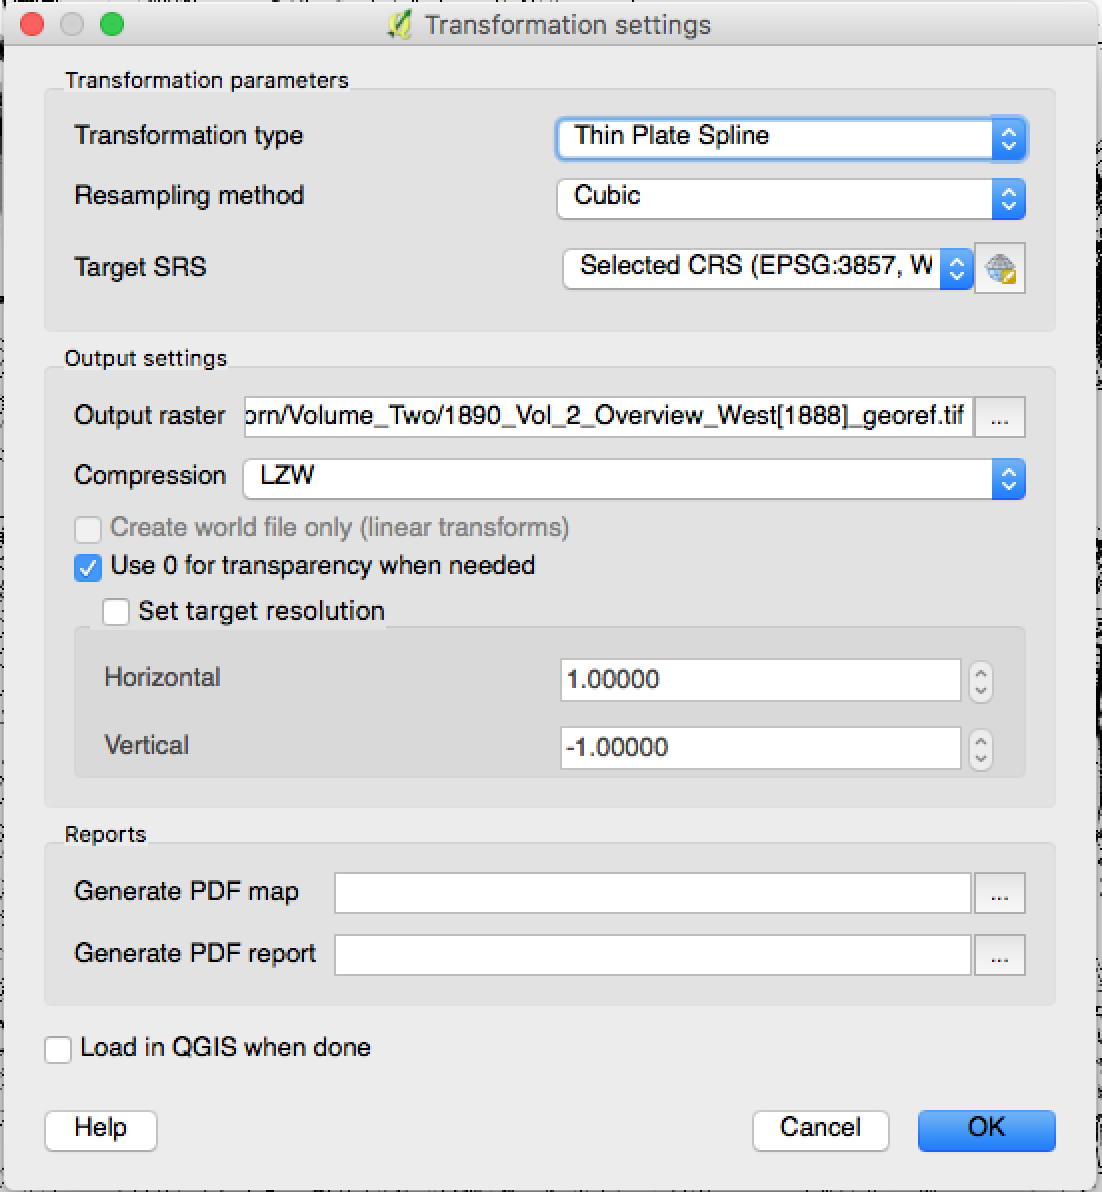 Transformation settings
Transformation parameters
Transformation type Thin Plate Spline
Resampling method Cubic
Target SRS Selected CRS (EPSG:3857, W
Output settings
Output raster orn/Volume_Two/1890_Vol_2_Overview_West[1888]_georef.tif ...
Compression LZW
Create world file only (linear transforms)
Use 0 for transparency when needed
Set target resolution
Horizontal 1.00000
Vertical -1.00000
Reports
Generate PDF map ...
Generate PDF report ...
Load in QGIS when done
Help Cancel OK